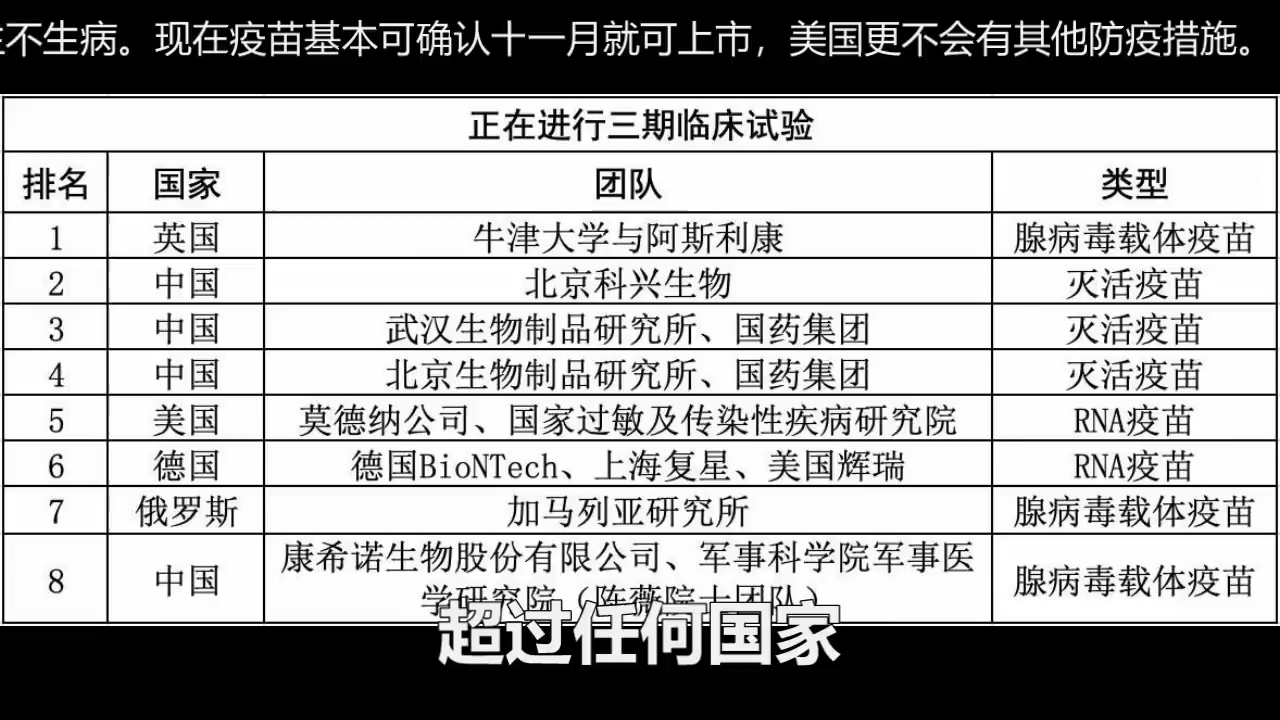 不生病。现在疫苗基本可确认十一月就可上市，美国更不会有其他防疫措施。
正在进行三期临床试验
排名 国家 团队 类型
1 英国 牛津大学与阿斯利康 腺病毒载体疫苗
2 中国 北京科兴生物 灭活疫苗
3 中国 武汉生物制品研究所、国药集团 灭活疫苗
4 中国 北京生物制品研究所、国药集团 灭活疫苗
5 美国 莫德纳公司、国家过敏及传染性疾病研究院 RNA疫苗
6 德国 德国BioNTech、上海复星、美国辉瑞 RNA疫苗
7 俄罗斯 加马列亚研究所 腺病毒载体疫苗
8 中国 康希诺生物股份有限公司、军事科学院军事医 腺病毒载体疫苗
学研究院（陈薇院士团队）
超过任何国家